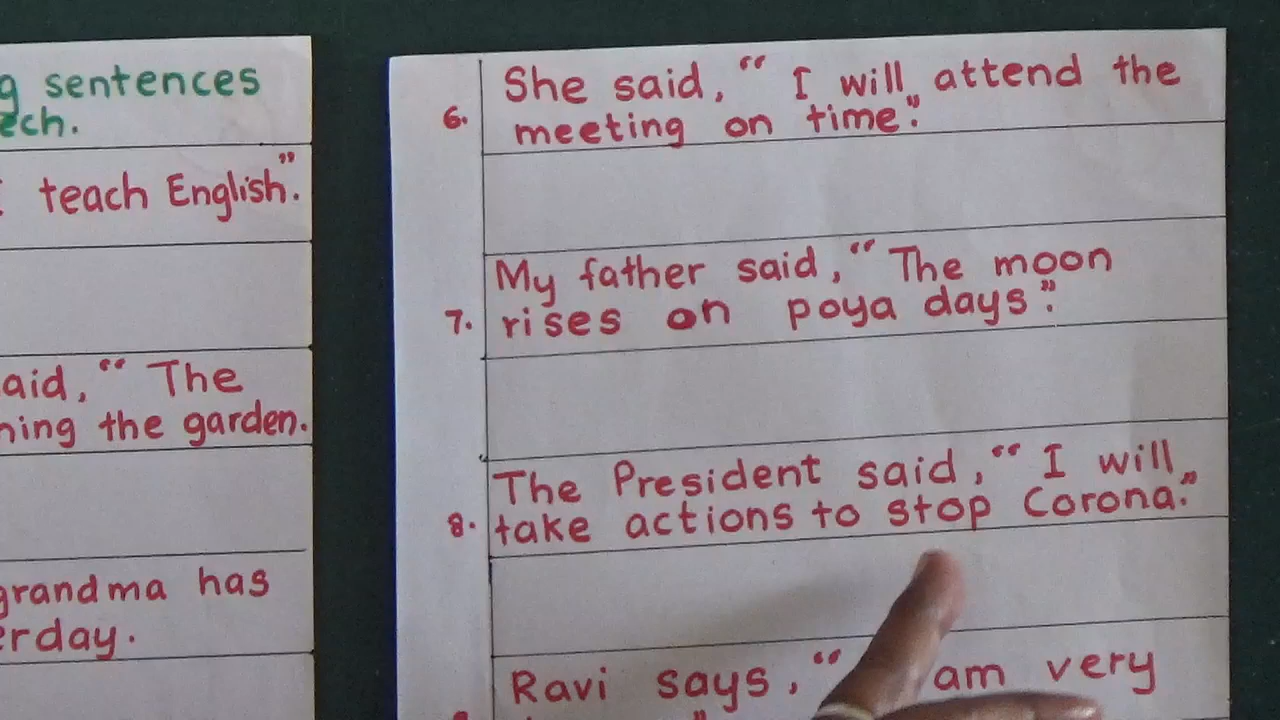 g sentences
ech.
I teach English."
aid, " The
ning the garden.
grandma has
erday.
6. She said, " I will attend the
meeting on time."
7. My father said, " The moon
rises on poya days".
8. The President said, " I will
take actions to stop Corona."
Ravi says, " am very